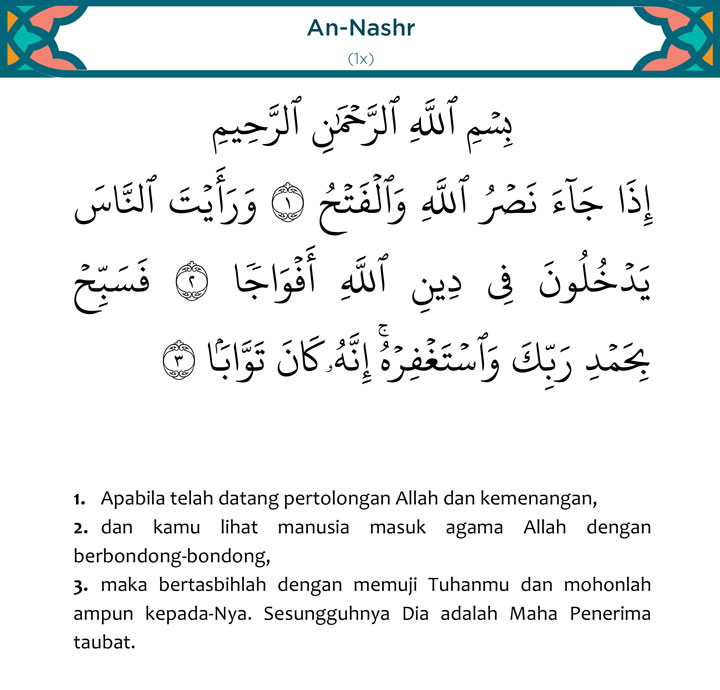 An-Nashr
(1x)
بِسْمِ ٱللَّهِ ٱلرَّحْمَٰنِ ٱلرَّحِيمِ
إِذَا جَآءَ نَصْرُ ٱللَّهِ وَٱلْفَتْحُ ١ وَرَأَيْتَ ٱلنَّاسَ
يَدْخُلُونَ فِى دِينِ ٱللَّهِ أَفْوَاجًا ٢ فَسَبِّحْ
بِحَمْدِ رَبِّكَ وَٱسْتَغْفِرْهُ ۚ إِنَّهُۥ كَانَ تَوَّابًۢا ٣
1. Apabila telah datang pertolongan Allah dan kemenangan,
2. dan kamu lihat manusia masuk agama Allah dengan
berbondong-bondong,
3. maka bertasbihlah dengan memuji Tuhanmu dan mohonlah
ampun kepada-Nya. Sesungguhnya Dia adalah Maha Penerima
taubat.